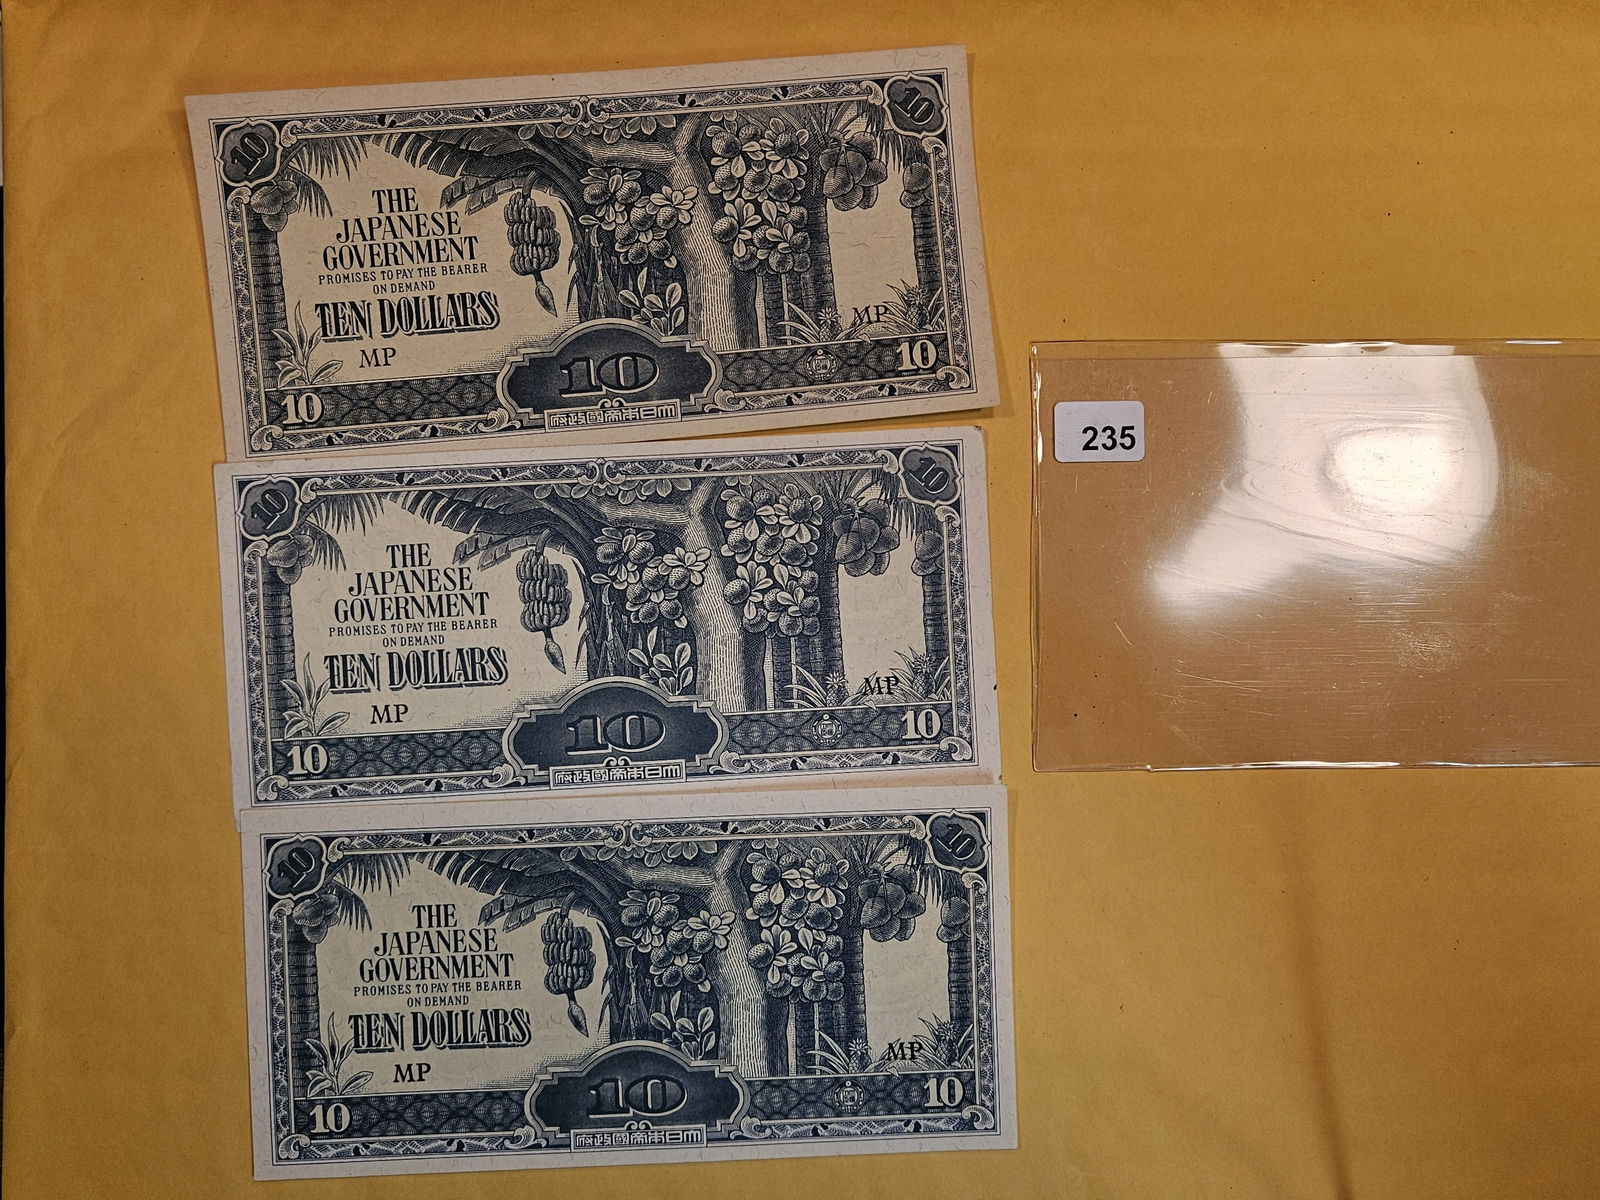 10
10
THE
JAPANESE
GOVERNMENT
PROMISES TO PAY THE BEARER
ON DEMAND
TEN DOLLARS
MP
MP
10
10
10
府政國帝本日大
10
10
THE
JAPANESE
GOVERNMENT
PROMISES TO PAY THE BEARER
ON DEMAND
TEN DOLLARS
MP
MP
10
10
10
府政國帝本日大
10
10
THE
JAPANESE
GOVERNMENT
PROMISES TO PAY THE BEARER
ON DEMAND
TEN DOLLARS
MP
MP
10
10
10
府政國帝本日大
235